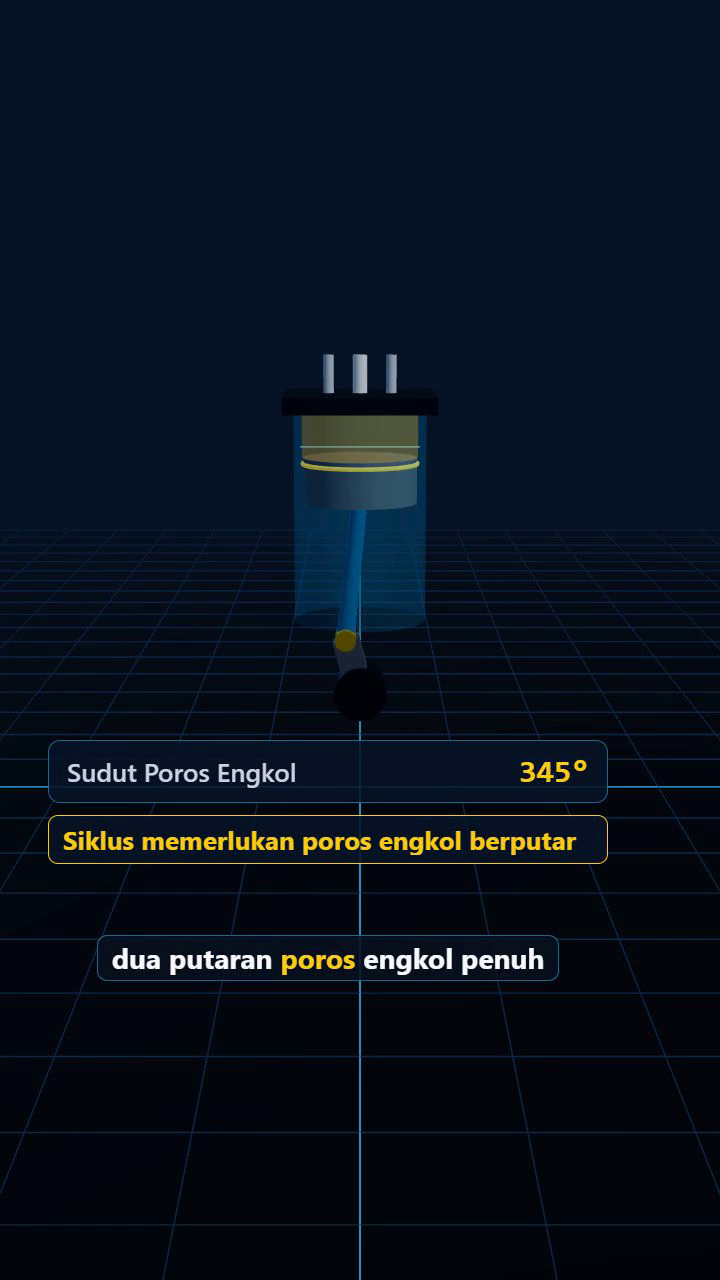 Sudut Poros Engkol 345°
Siklus memerlukan poros engkol berputar
dua putaran poros engkol penuh